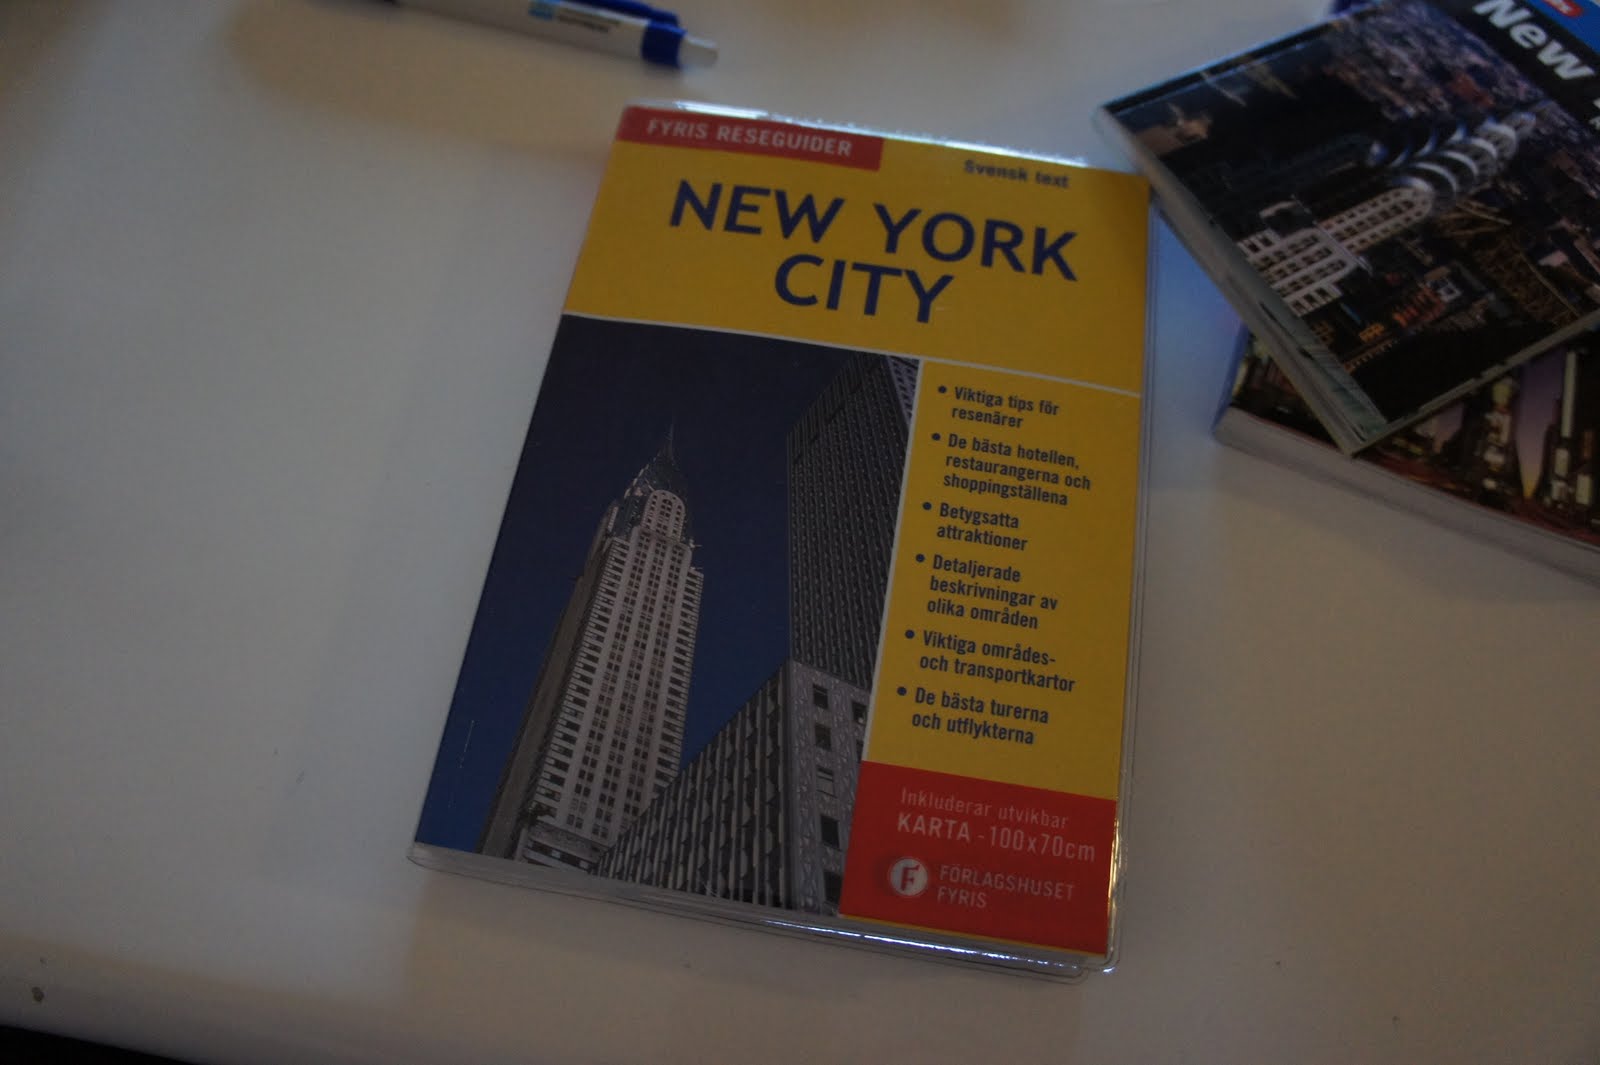 FYRIS RESEGUIDER
Svensk text
NEW YORK
CITY
• Viktiga tips för
resenärer
• De bästa hotellen,
restaurangerna och
shoppingställena
• Betygsatta
attraktioner
• Detaljerade
beskrivningar av
olika områden
• Viktiga områdes-
och transportkartor
• De bästa turerna
och utflykterna
Inkluderar utvikbar
KARTA - 100x70cm
F
FÖRLAGSHUSET
FYRIS
New